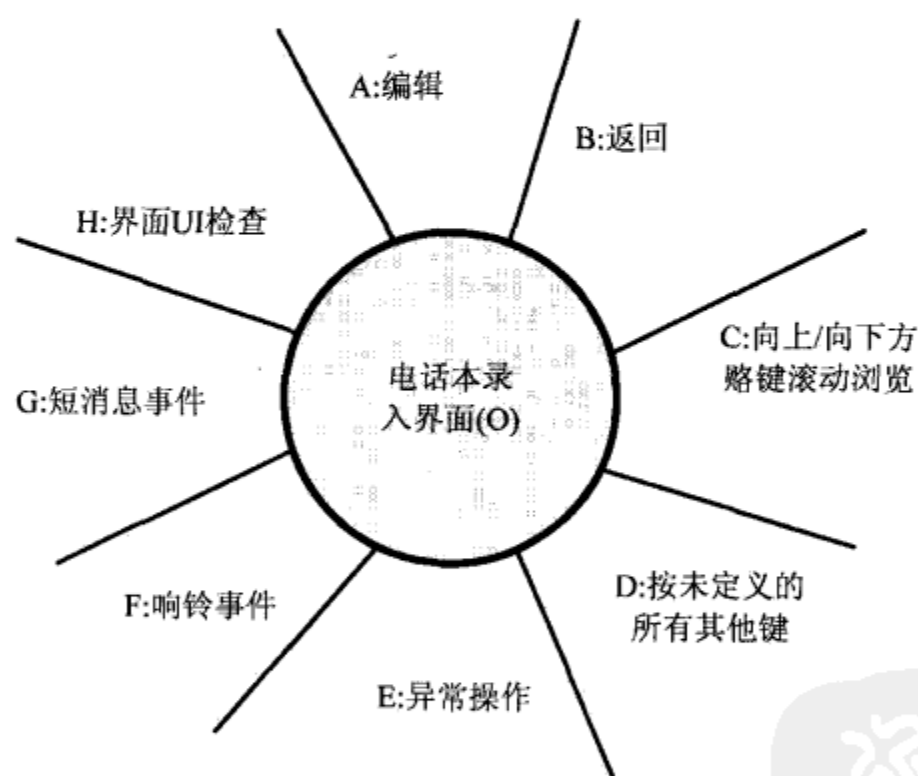 A:编辑
B:返回
H:界面UI检查
C:向上/向下方
赂键滚动浏览
电话本录
入界面(O)
G:短消息事件
D:按未定义的
所有其他键
F:响铃事件
E:异常操作